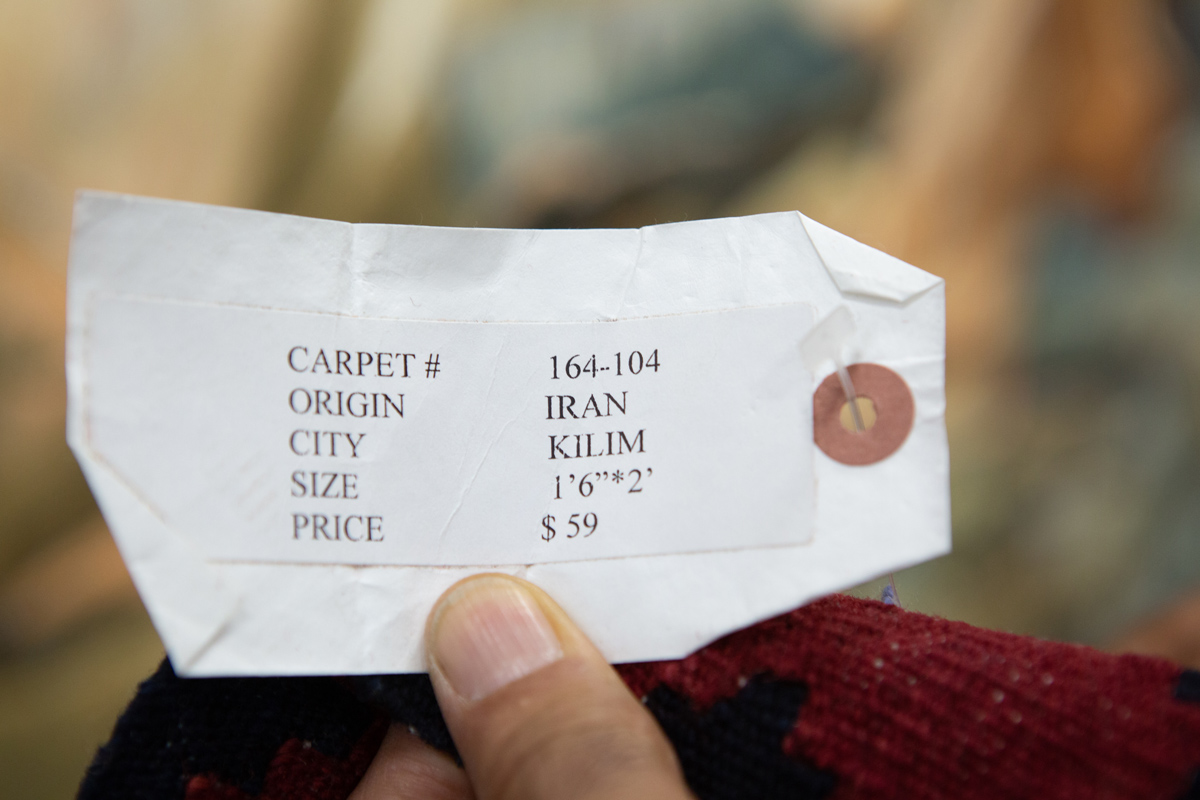 CARPET # 164--104
ORIGIN IRAN
CITY KILIM
SIZE 1’6”*2’
PRICE $ 59